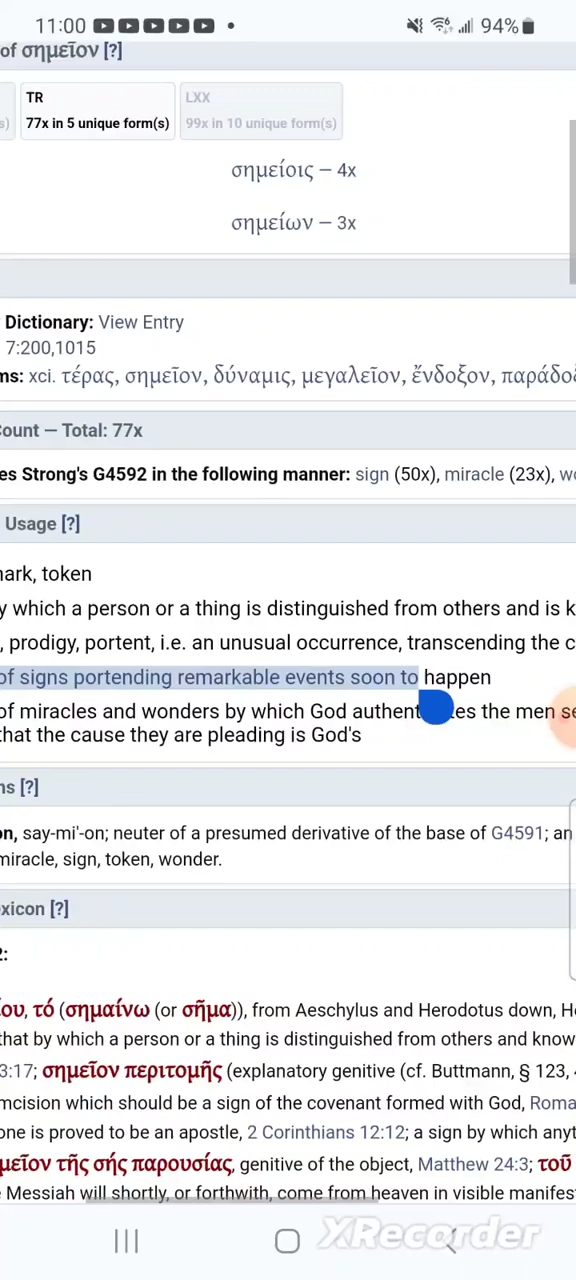 11:00 94%
of σημεῖον [?]
TR LXX
s) 77x in 5 unique form(s) 99x in 10 unique form(s)
σημείοις – 4x
σημείων – 3x
Dictionary: View Entry
7:200,1015
ms: xci. τέρας, σημεῖον, δύναμις, μεγαλεῖον, ἔνδοξον, παράδοξ
Count — Total: 77x
es Strong's G4592 in the following manner: sign (50x), miracle (23x), wo
Usage [?]
nark, token
y which a person or a thing is distinguished from others and is k
, prodigy, portent, i.e. an unusual occurrence, transcending the c
of signs portending remarkable events soon to happen
of miracles and wonders by which God authent es the men se
that the cause they are pleading is God's
ns [?]
on, say-mi'-on; neuter of a presumed derivative of the base of G4591; an
miracle, sign, token, wonder.
exicon [?]
2:
ίου, τό (σημαίνω (or σῆμα)), from Aeschylus and Herodotus down, He
that by which a person or a thing is distinguished from others and know
3:17; σημεῖον περιτομῆς (explanatory genitive (cf. Buttmann, § 123, 4
mcision which should be a sign of the covenant formed with God, Roma
one is proved to be an apostle, 2 Corinthians 12:12; a sign by which anyt
μεῖον τῆς σῆς παρουσίας, genitive of the object, Matthew 24:3; τοῦ
e Messiah will shortly, or forthwith, come from heaven in visible manifes
XRecorder